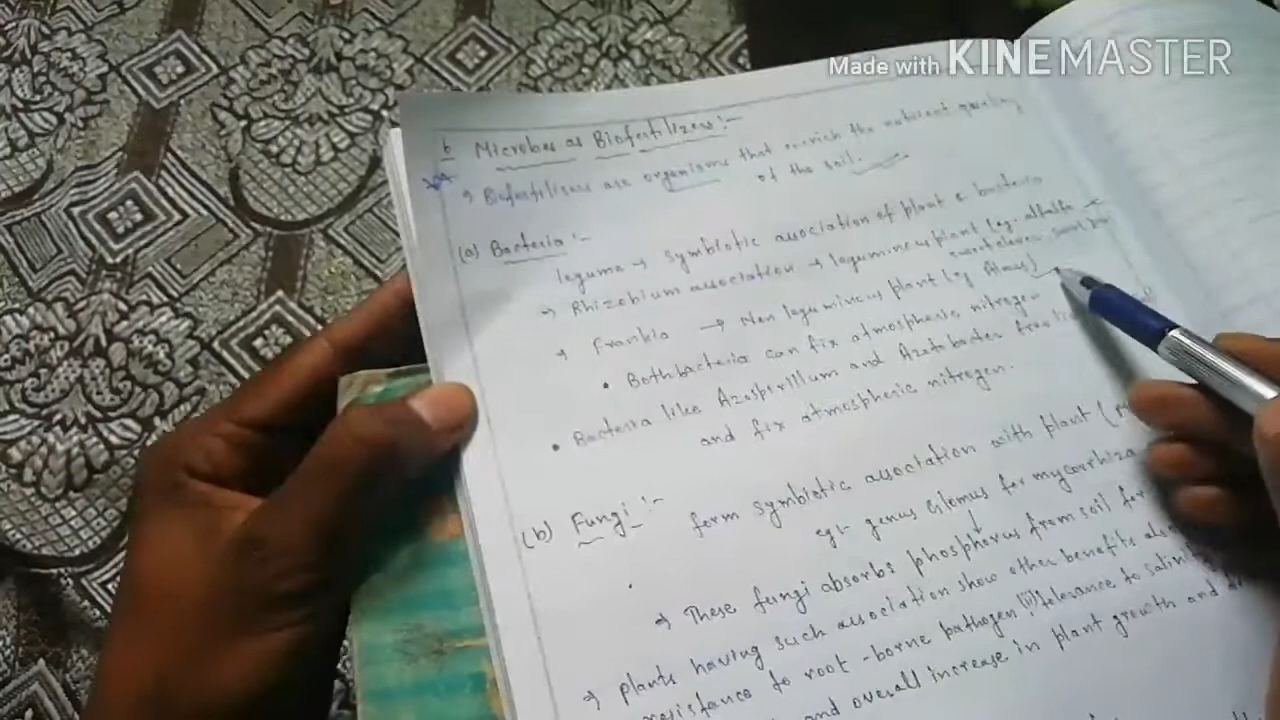 Made with KINEMASTER
6 Microbes as Biofertilizers :-
→ Biofertilizers are organisms that enrich the nutrient quality
of the soil.
(a) Bacteria :-
legume → symbiotic association of plant & bacteria
→ Rhizobium association → leguminous plant (eg. alfalfa
sweet clover, sweet
→ Frankia → Non leguminous plant (eg Alnus)
• Both bacteria can fix atmospheric nitrogen
• Bacteria like Azosperillum and Azotobacter
and fix atmospheric nitrogen.
(b) Fungi :-
form symbiotic association with plant (
eg:- genus Glomus for mycorrhiza
→ These fungi absorbs phosphorus from soil for
→ plants having such association show other benefits also
resistance to root-borne pathogen (ii) tolerance to
and overall increase in plant growth and